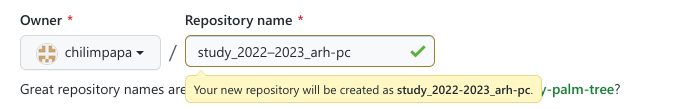 Owner * Repository name *
chilimpapa / study_2022–2023_arh-pc
Great repository names are y-palm-tree?
Your new repository will be created as study_2022-2023_arh-pc.